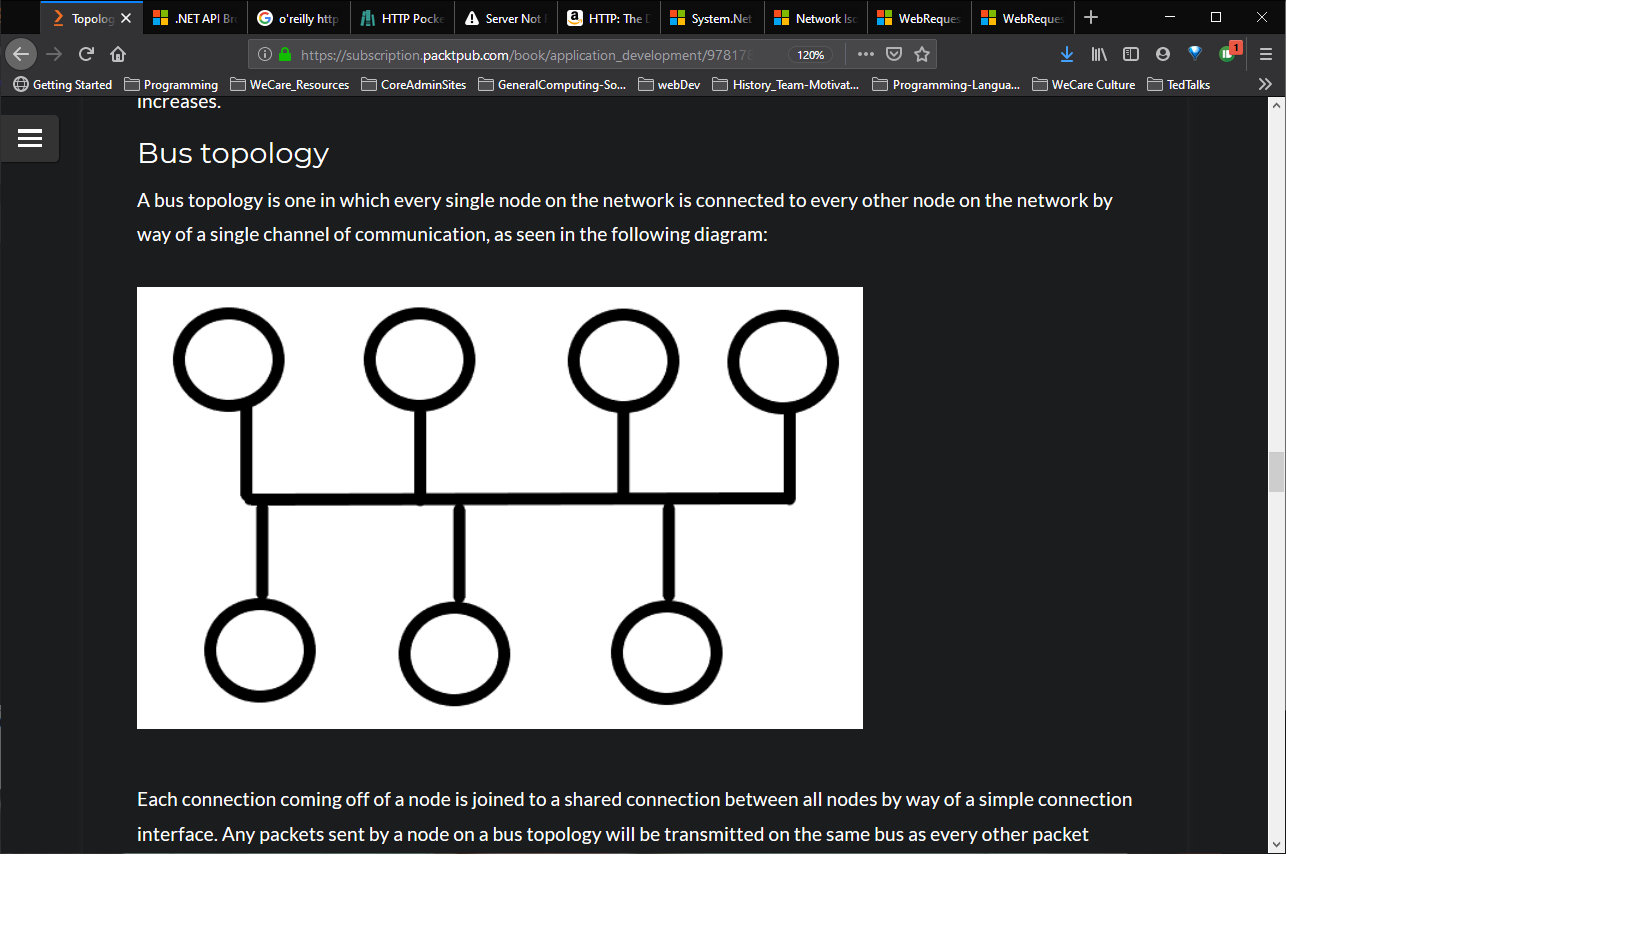 Topolog
.NET API Br
o'reilly http
HTTP Pocke
Server Not
HTTP: The D
System.Net
Network Iso
WebReques
WebReques
https://subscription.packtpub.com/book/application_development/97817
120%
1
Getting Started
Programming
WeCare_Resources
CoreAdminSites
GeneralComputing-So...
webDev
History_Team-Motivat...
Programming-Langua...
WeCare Culture
TedTalks
increases.
Bus topology
A bus topology is one in which every single node on the network is connected to every other node on the network by
way of a single channel of communication, as seen in the following diagram:
Each connection coming off of a node is joined to a shared connection between all nodes by way of a simple connection
interface. Any packets sent by a node on a bus topology will be transmitted on the same bus as every other packet